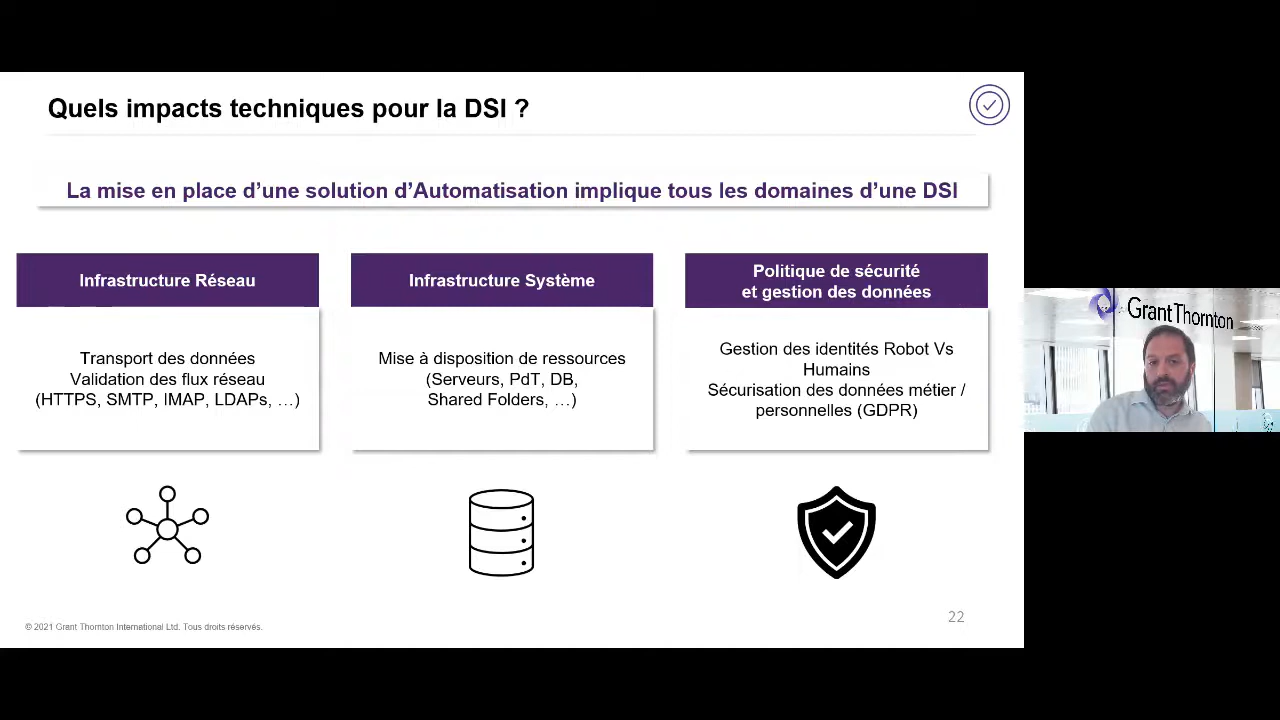 Quels impacts techniques pour la DSI ?
La mise en place d’une solution d’Automatisation implique tous les domaines d’une DSI
Infrastructure Réseau
Transport des données
Validation des flux réseau
(HTTPS, SMTP, IMAP, LDAPs, …)
Infrastructure Système
Mise à disposition de ressources
(Serveurs, PdT, DB,
Shared Folders, …)
Politique de sécurité
et gestion des données
Gestion des identités Robot Vs
Humains
Sécurisation des données métier /
personnelles (GDPR)
GrantThornton
© 2021 Grant Thornton International Ltd. Tous droits réservés.
22